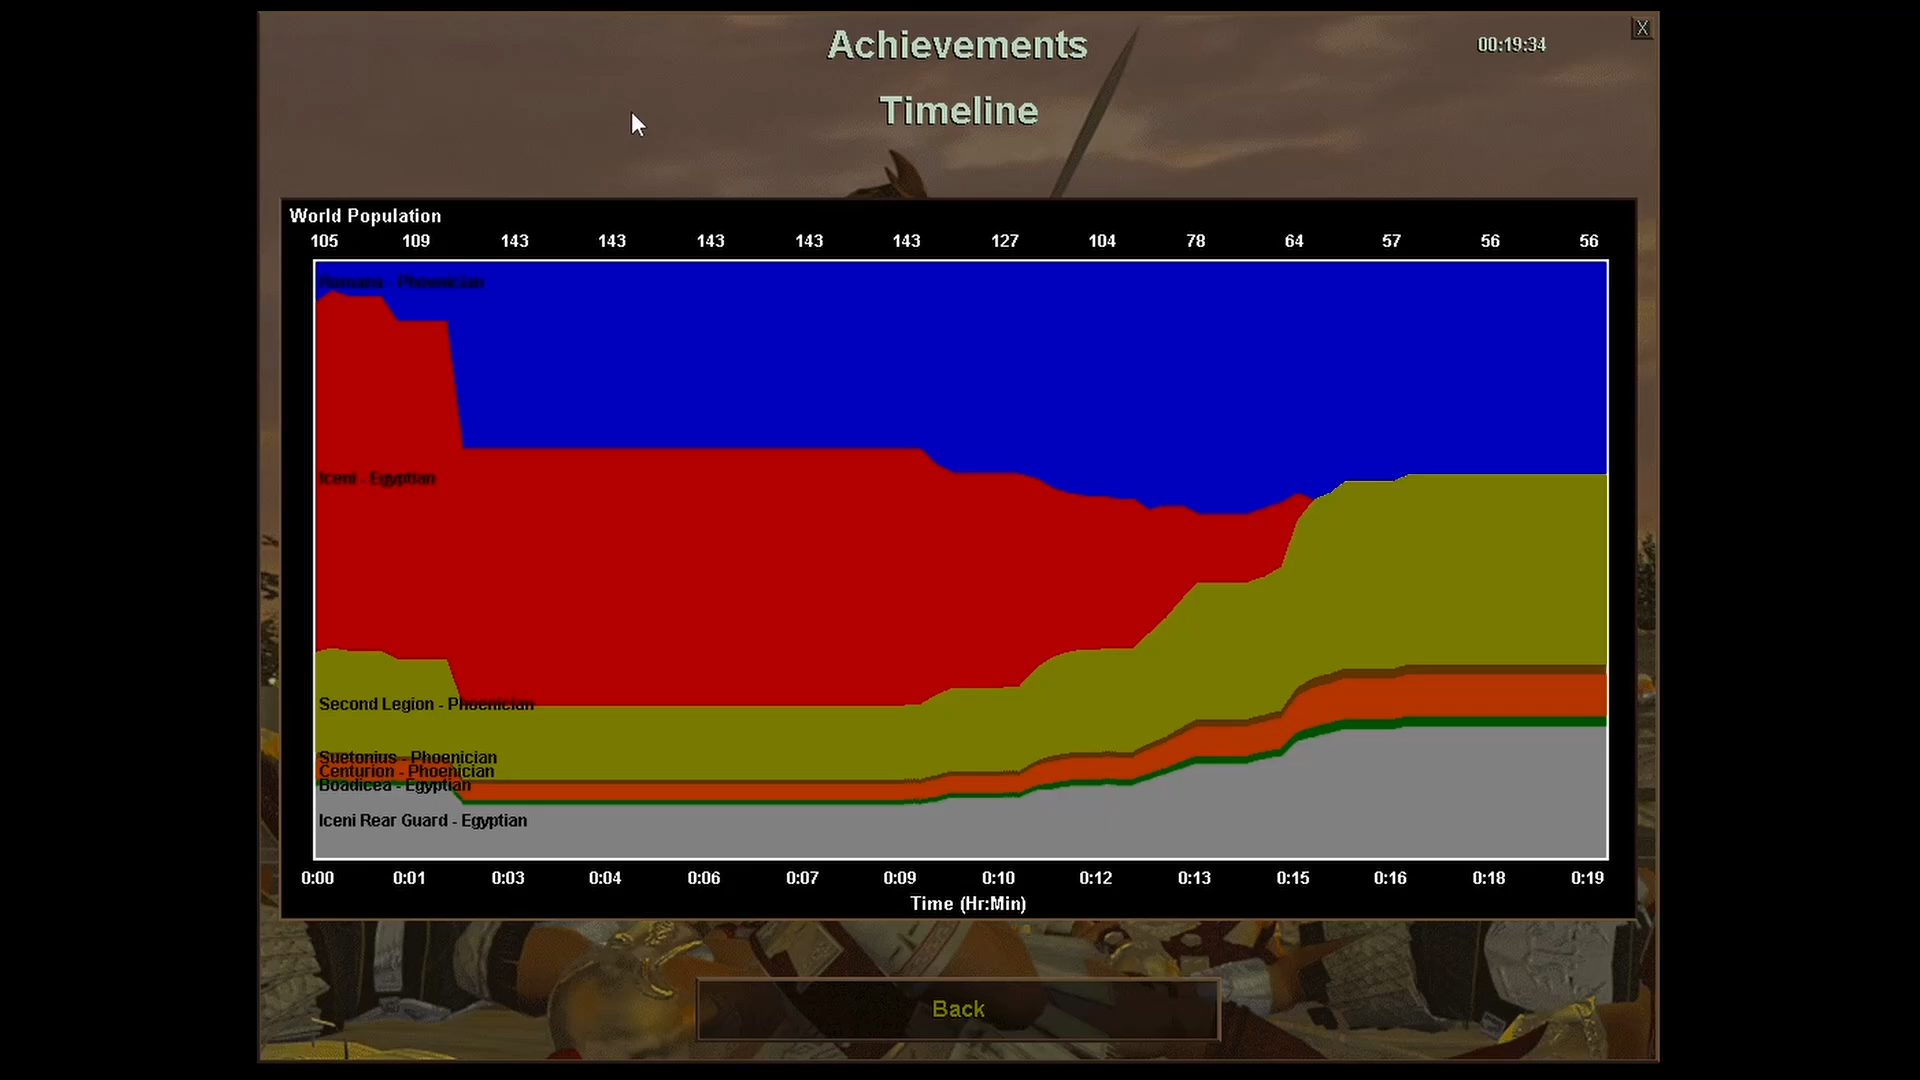 Achievements
00:19:34
X
Timeline
World Population
105 109 143 143 143 143 143 127 104 78 64 57 56 56
Romans - Phoenician
Iceni - Egyptian
Second Legion - Phoenician
Suetonius - Phoenician
Centurion - Phoenician
Boadicea - Egyptian
Iceni Rear Guard - Egyptian
0:00 0:01 0:03 0:04 0:06 0:07 0:09 0:10 0:12 0:13 0:15 0:16 0:18 0:19
Time (Hr:Min)
Back